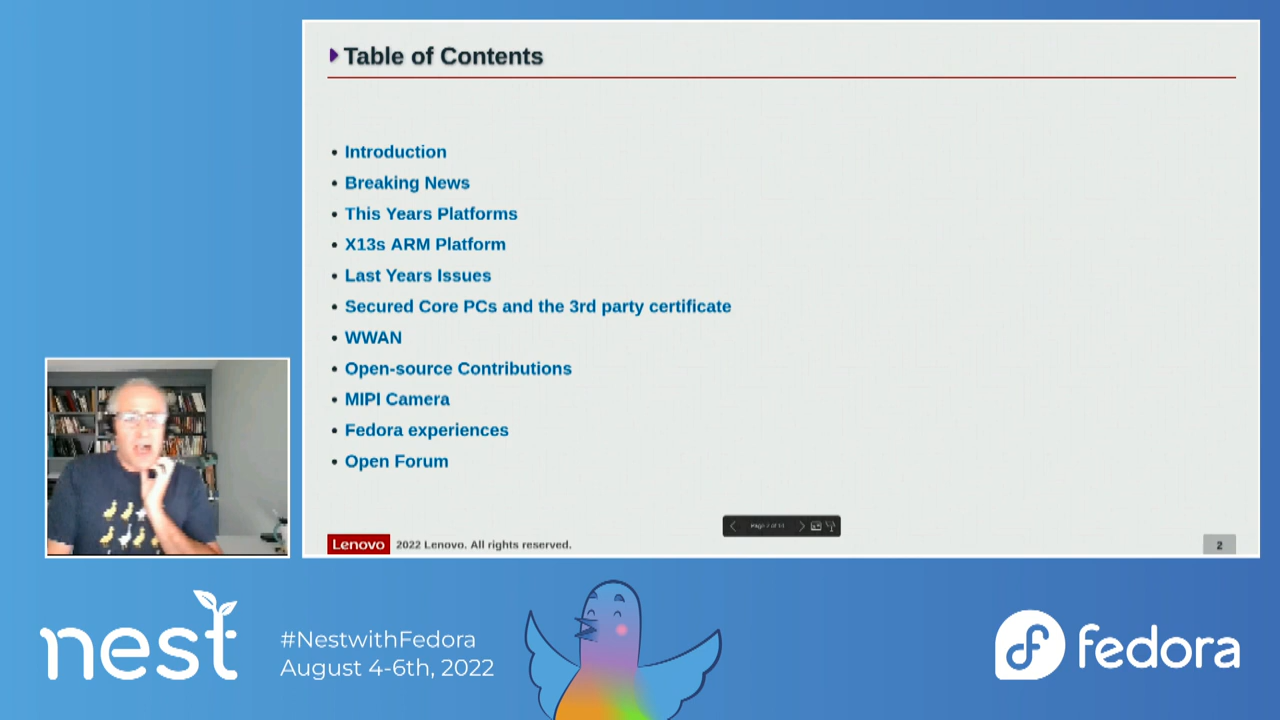 Table of Contents
Introduction
Breaking News
This Years Platforms
X13s ARM Platform
Last Years Issues
Secured Core PCs and the 3rd party certificate
WWAN
Open-source Contributions
MIPI Camera
Fedora experiences
Open Forum
Lenovo 2022 Lenovo. All rights reserved. 2
nest
#NestwithFedora
August 4-6th, 2022
fedora